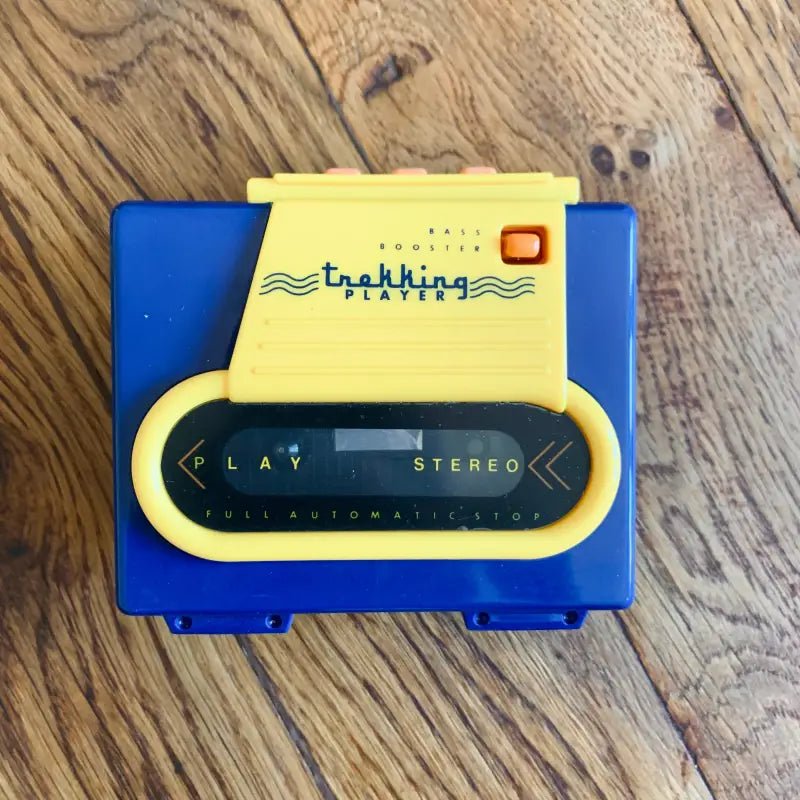 BASS
BOOSTER
trekking
PLAYER
PLAY STEREO
FULL AUTOMATIC STOP